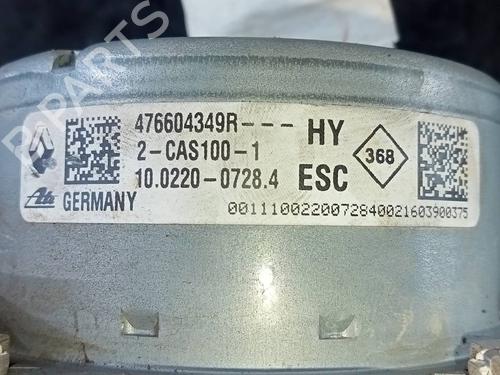 476604349R--- HY
2-CAS100-1
368
10.0220-0728.4 ESC
Ate GERMANY
0011100220072840021603900375
B-PARTS